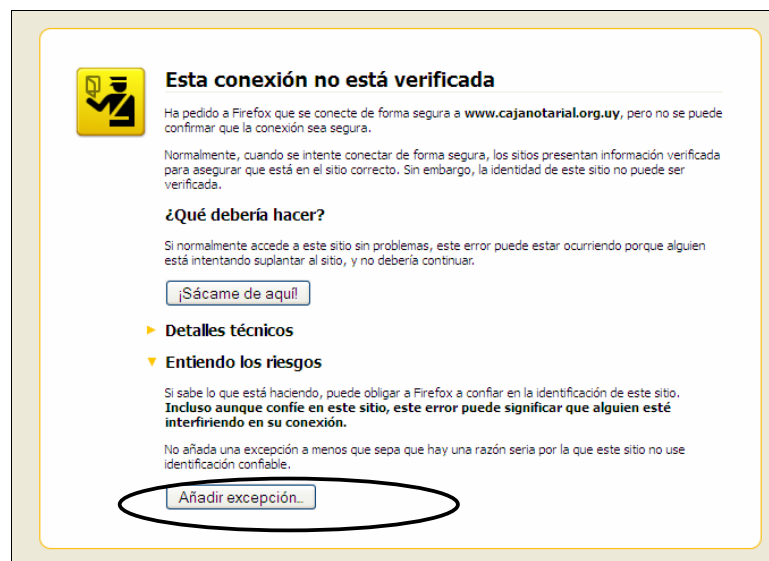 Esta conexión no está verificada
Ha pedido a Firefox que se conecte de forma segura a www.cajanotarial.org.uy, pero no se puede
confirmar que la conexión sea segura.
Normalmente, cuando se intente conectar de forma segura, los sitios presentan información verificada
para asegurar que está en el sitio correcto. Sin embargo, la identidad de este sitio no puede ser
verificada.
¿Qué debería hacer?
Si normalmente accede a este sitio sin problemas, este error puede estar ocurriendo porque alguien
está intentando suplantar al sitio, y no debería continuar.
¡Sácame de aquí!
Detalles técnicos
Entiendo los riesgos
Si sabe lo que está haciendo, puede obligar a Firefox a confiar en la identificación de este sitio.
Incluso aunque confíe en este sitio, este error puede significar que alguien esté
interfiriendo en su conexión.
No añada una excepción a menos que sepa que hay una razón seria por la que este sitio no use
identificación confiable.
Añadir excepción...